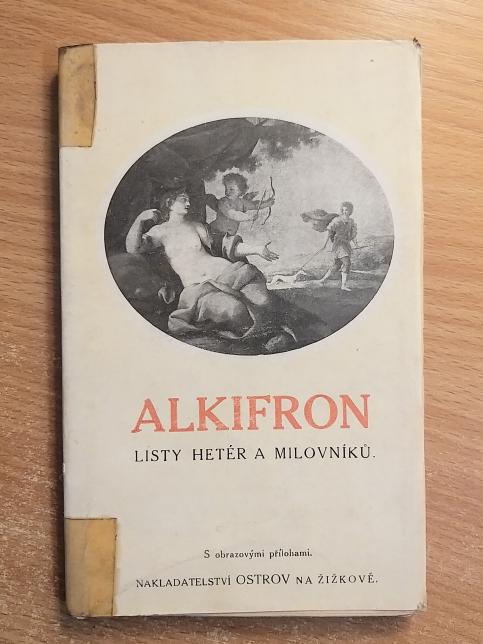 ALKIFRON
LISTY HETÉR A MILOVNÍKŮ.
S obrazovými přílohami.
NAKLADATELSTVÍ OSTROV NA ŽIŽKOVĚ.